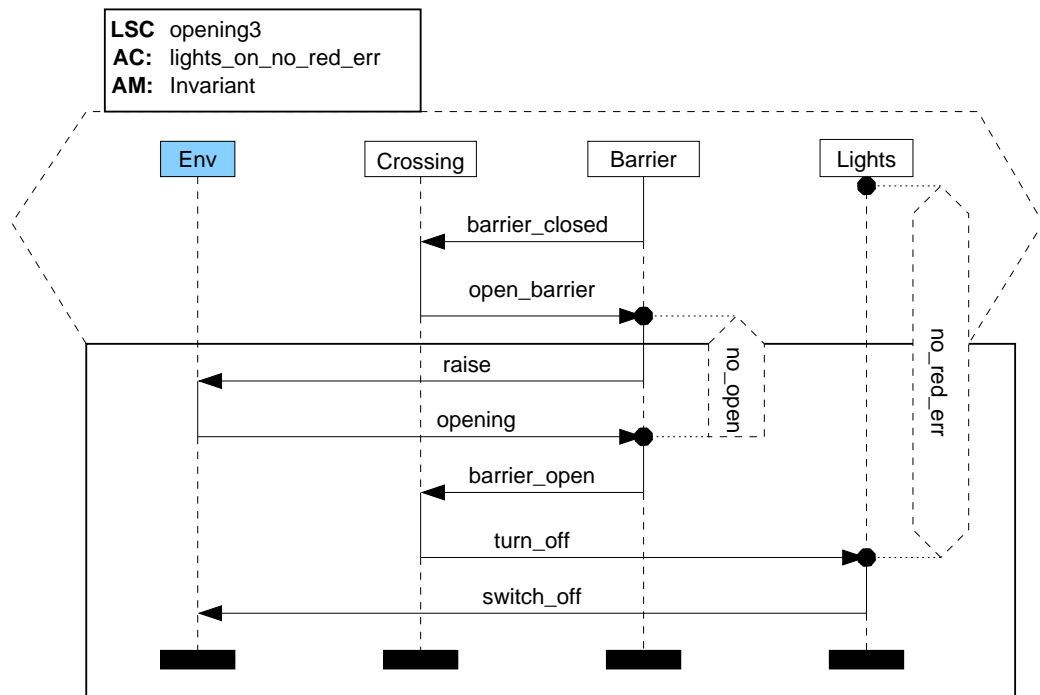 LSC opening3
AC: lights_on_no_red_err
AM: Invariant
Env
Crossing
Barrier
Lights
barrier_closed
open_barrier
raise
opening
no_open
no_red_err
barrier_open
turn_off
switch_off